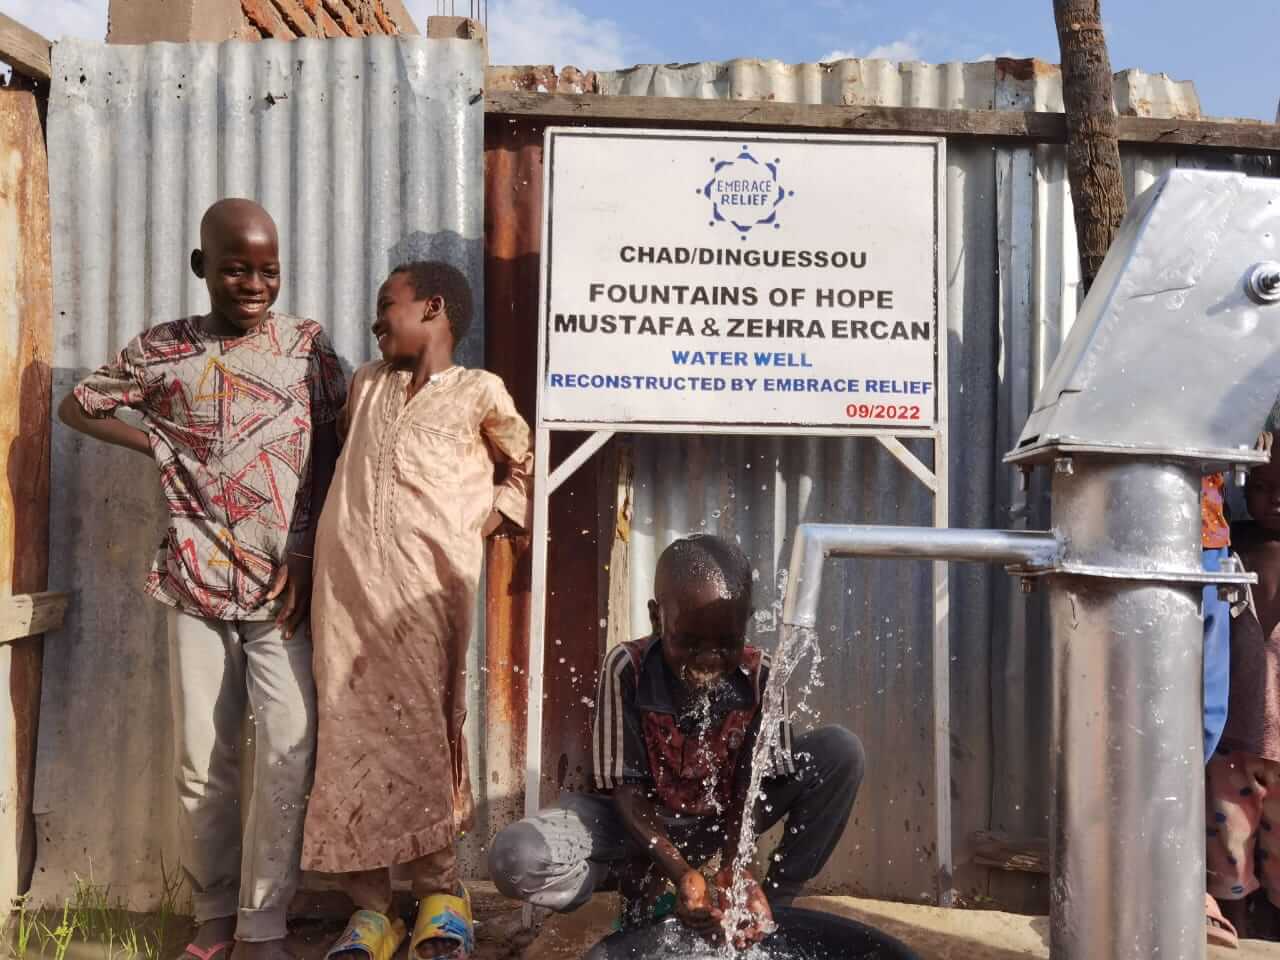 EMBRACE
RELIEF
CHAD/DINGUESSOU
FOUNTAINS OF HOPE
MUSTAFA & ZEHRA ERCAN
WATER WELL
RECONSTRUCTED BY EMBRACE RELIEF
09/2022